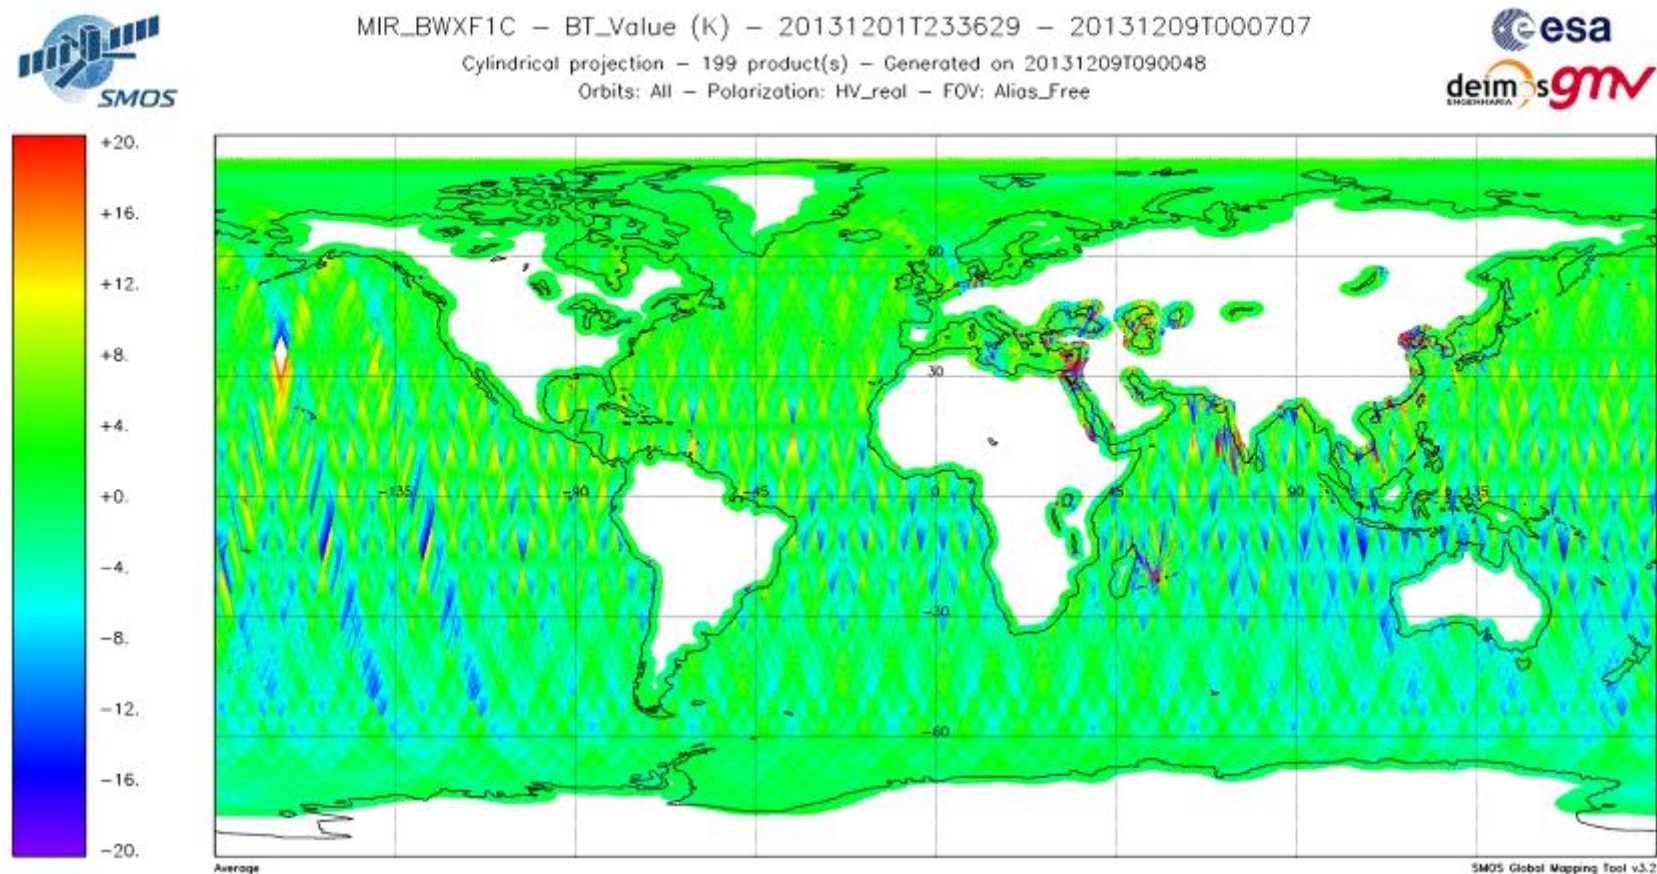 MIR_BWXF1C – BT_Value (K) – 20131201T233629 – 20131209T000707
Cylindrical projection – 199 product(s) – Generated on 20131209T090048
Orbits: All – Polarization: HV_real – FOV: Alias_Free
SMOS
esa
deimos gmv
ENGENHARIA
+20.
+16.
+12.
+8.
+4.
+0.
−4.
−8.
−12.
−16.
−20.
60
30
−135 −90 −45 0 45 90 135
−30
−60
Average
SMOS Global Mapping Tool v3.2